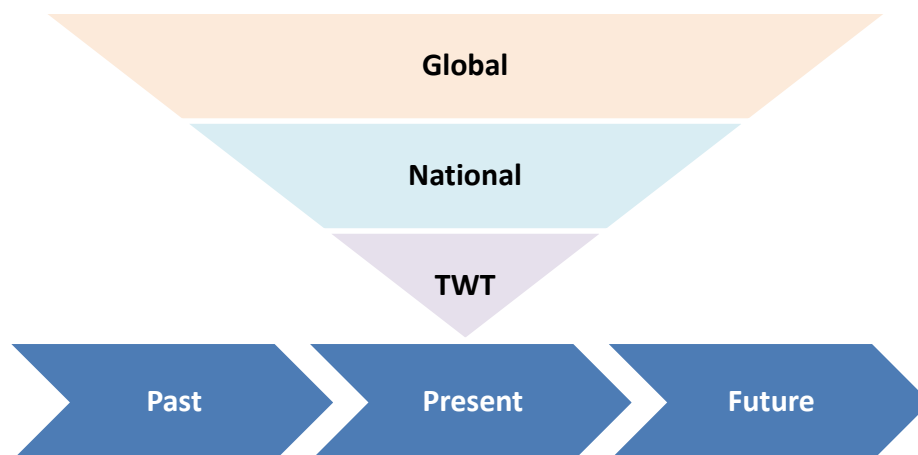 Global
National
TWT
Past
Present
Future